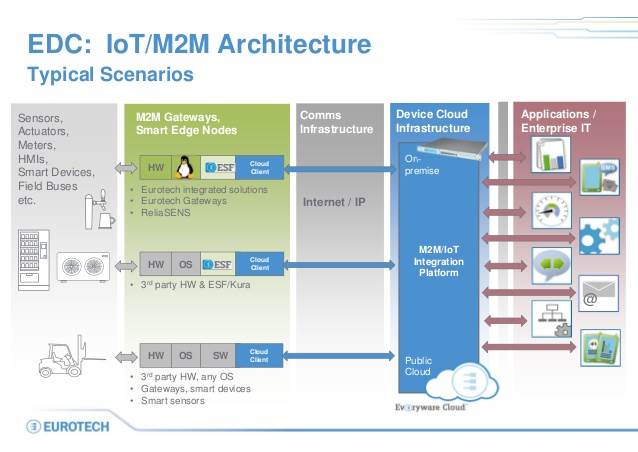 EDC: IoT/M2M Architecture
Typical Scenarios
Sensors,
Actuators,
Meters,
HMIs,
Smart Devices,
Field Buses
etc.
M2M Gateways,
Smart Edge Nodes
HW
ESF
Cloud
Client
• Eurotech integrated solutions
• Eurotech Gateways
• ReliaSENS
HW
OS
ESF
Cloud
Client
• 3rd party HW & ESF/Kura
HW
OS
SW
Cloud
Client
• 3rd party HW, any OS
• Gateways, smart devices
• Smart sensors
Comms
Infrastructure
Internet / IP
Device Cloud
Infrastructure
On-
premise
M2M/IoT
Integration
Platform
Public
Cloud
Everyware Cloud
Applications /
Enterprise IT
SMS
@
EUROTECH